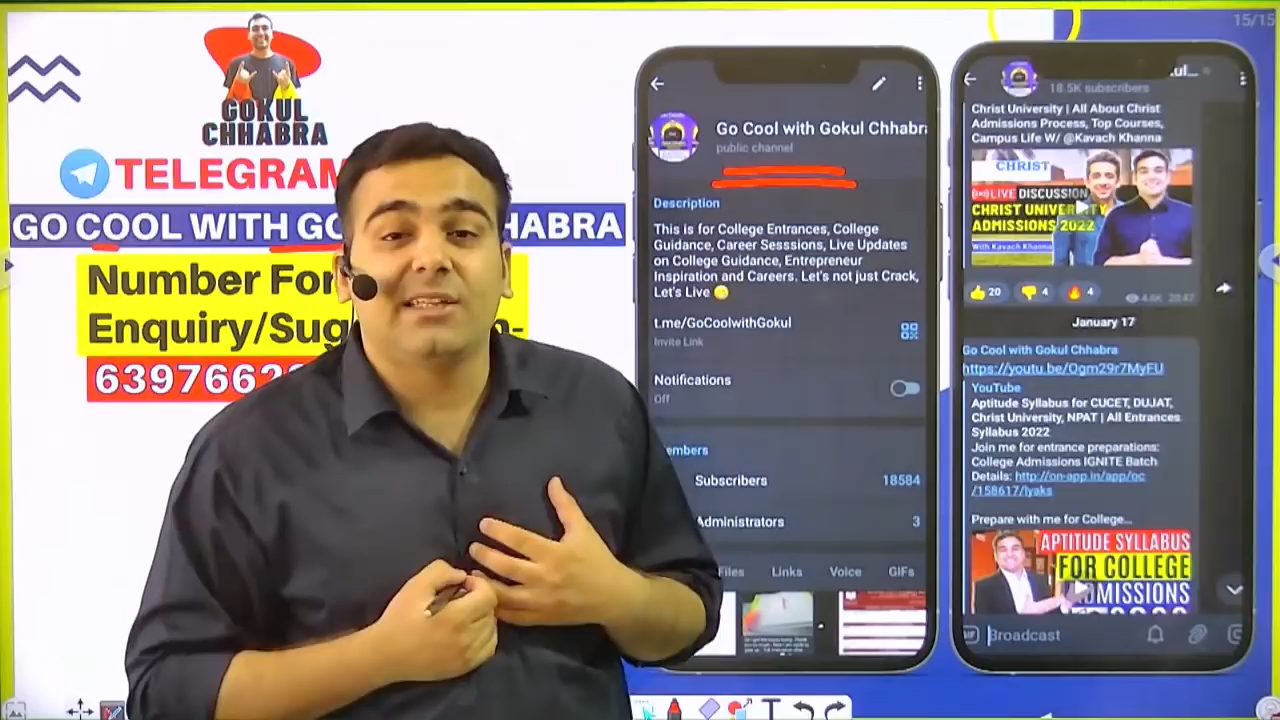 15/15
GOKUL
CHHABRA
TELEGRAM
GO COOL WITH GO
HABRA
Number For
Enquiry/Sug
6397662
Go Cool with Gokul Chhabr
public channel
Description
This is for College Entrances, College
Guidance, Career Sesssions, Live Updates
on College Guidance, Entrepreneur
Inspiration and Careers. Let's not just Crack,
Let's Live
t.me/GoCoolwithGokul
Invite Link
Notifications
Off
embers
Subscribers 18584
Administrators 3
Files Links Voice GIFs
18.5K subscribers
Christ University | All About Christ
Admissions Process, Top Courses,
Campus Life W/ @Kavach Khanna
CHRIST
LIVE DISCUSSION
CHRIST UNIVERSITY
ADMISSIONS 2022
With Kavach Khanna
20 4 4 4.6K 20:47
January 17
Go Cool with Gokul Chhabra
https://youtu.be/Ogm29r7MyFU
YouTube
Aptitude Syllabus for CUCET, DUJAT,
Christ University, NPAT | All Entrances
Syllabus 2022
Join me for entrance preparations:
College Admissions IGNITE Batch
Details: http://on-app.in/app/oc
/158617/lyaks
Prepare with me for College...
APTITUDE SYLLABUS
FOR COLLEGE
ADMISSIONS
GIF Broadcast